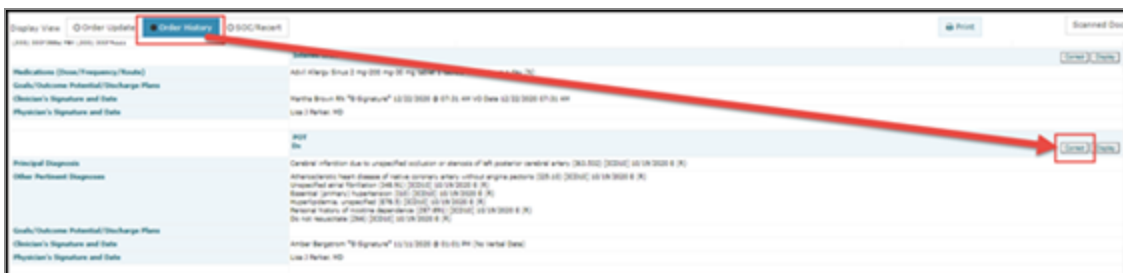 Display View Order Update Order History SOC/Recert Print Scanned Doc
Correct Display
Medications (Dose/Frequency/Route) Advil Allergy Sinus 2 mg-200 mg-30 mg tablet
Goals/Outcome Potential/Discharge Plans
Clinician's Signature and Date Martha Brown RN "E-Signature" 12/22/2020 @ 07:31 AM VO Date 12/22/2020 07:31 AM
Physician's Signature and Date Lisa J Parker, MD
POT
Dx
Correct Display
Principal Diagnosis Cerebral infarction due to unspecified occlusion or stenosis of left posterior cerebral artery (I63.532) [ICD10] 10/19/2020 E (R)
Other Pertinent Diagnoses Atherosclerotic heart disease of native coronary artery without angina pectoris (I25.10) [ICD10] 10/19/2020 E (R)
Unspecified atrial fibrillation (I48.91) [ICD10] 10/19/2020 E (R)
Essential (primary) hypertension (I10) [ICD10] 10/19/2020 E (R)
Hyperlipidemia, unspecified (E78.5) [ICD10] 10/19/2020 E (R)
Personal history of nicotine dependence (Z87.891) [ICD10] 10/19/2020 E (R)
Do not resuscitate (Z66) [ICD10] 10/19/2020 E (R)
Goals/Outcome Potential/Discharge Plans
Clinician's Signature and Date Amber Bergstrom "E-Signature" 11/11/2020 @ 01:01 PM (No Verbal Date)
Physician's Signature and Date Lisa J Parker, MD